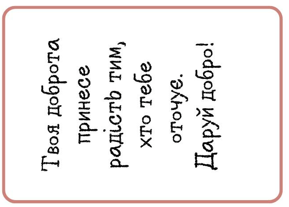 Твоя доброта
принесе
радість тим,
хто тебе
оточує.
Даруй добро!